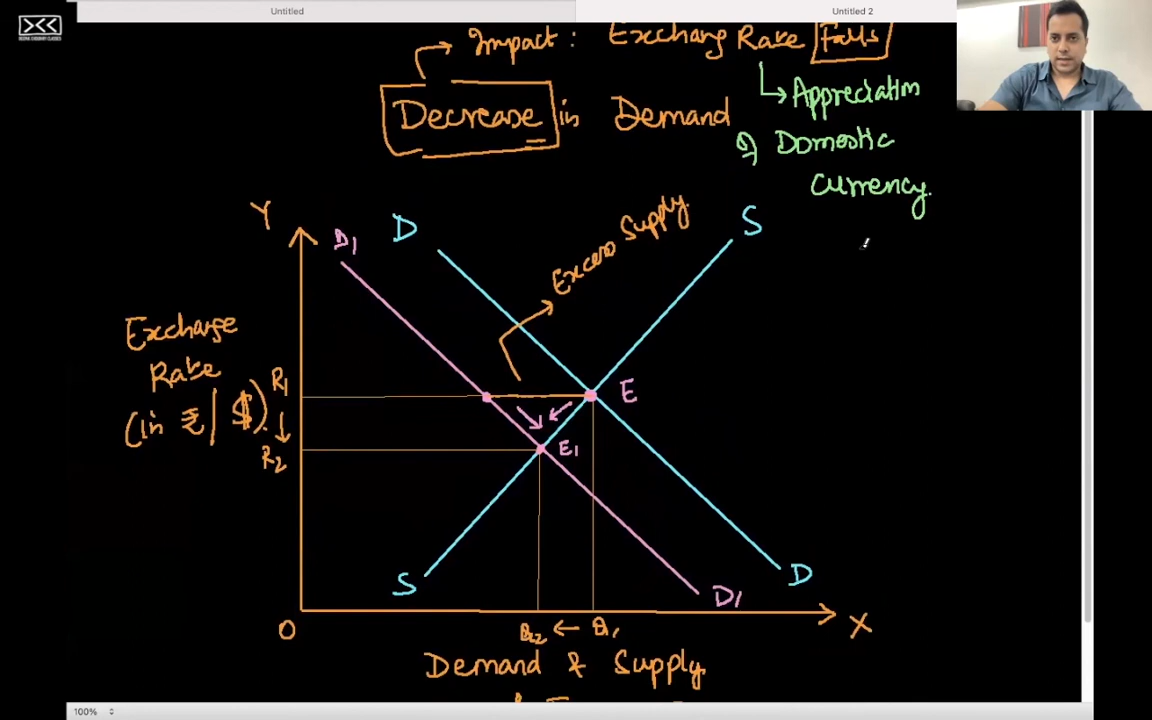 Untitled
Untitled 2
Impact : Exchang Rate Falls
Decrease in Demand
Appreciation
of Domestic
Currency.
Y
D1
D
Excess Supply
S
Exchange
Rate
(in ₹/$)
R1
R2
E
E1
S
D1
D
O
Q2 ← Q1
X
Demand & Supply
100%